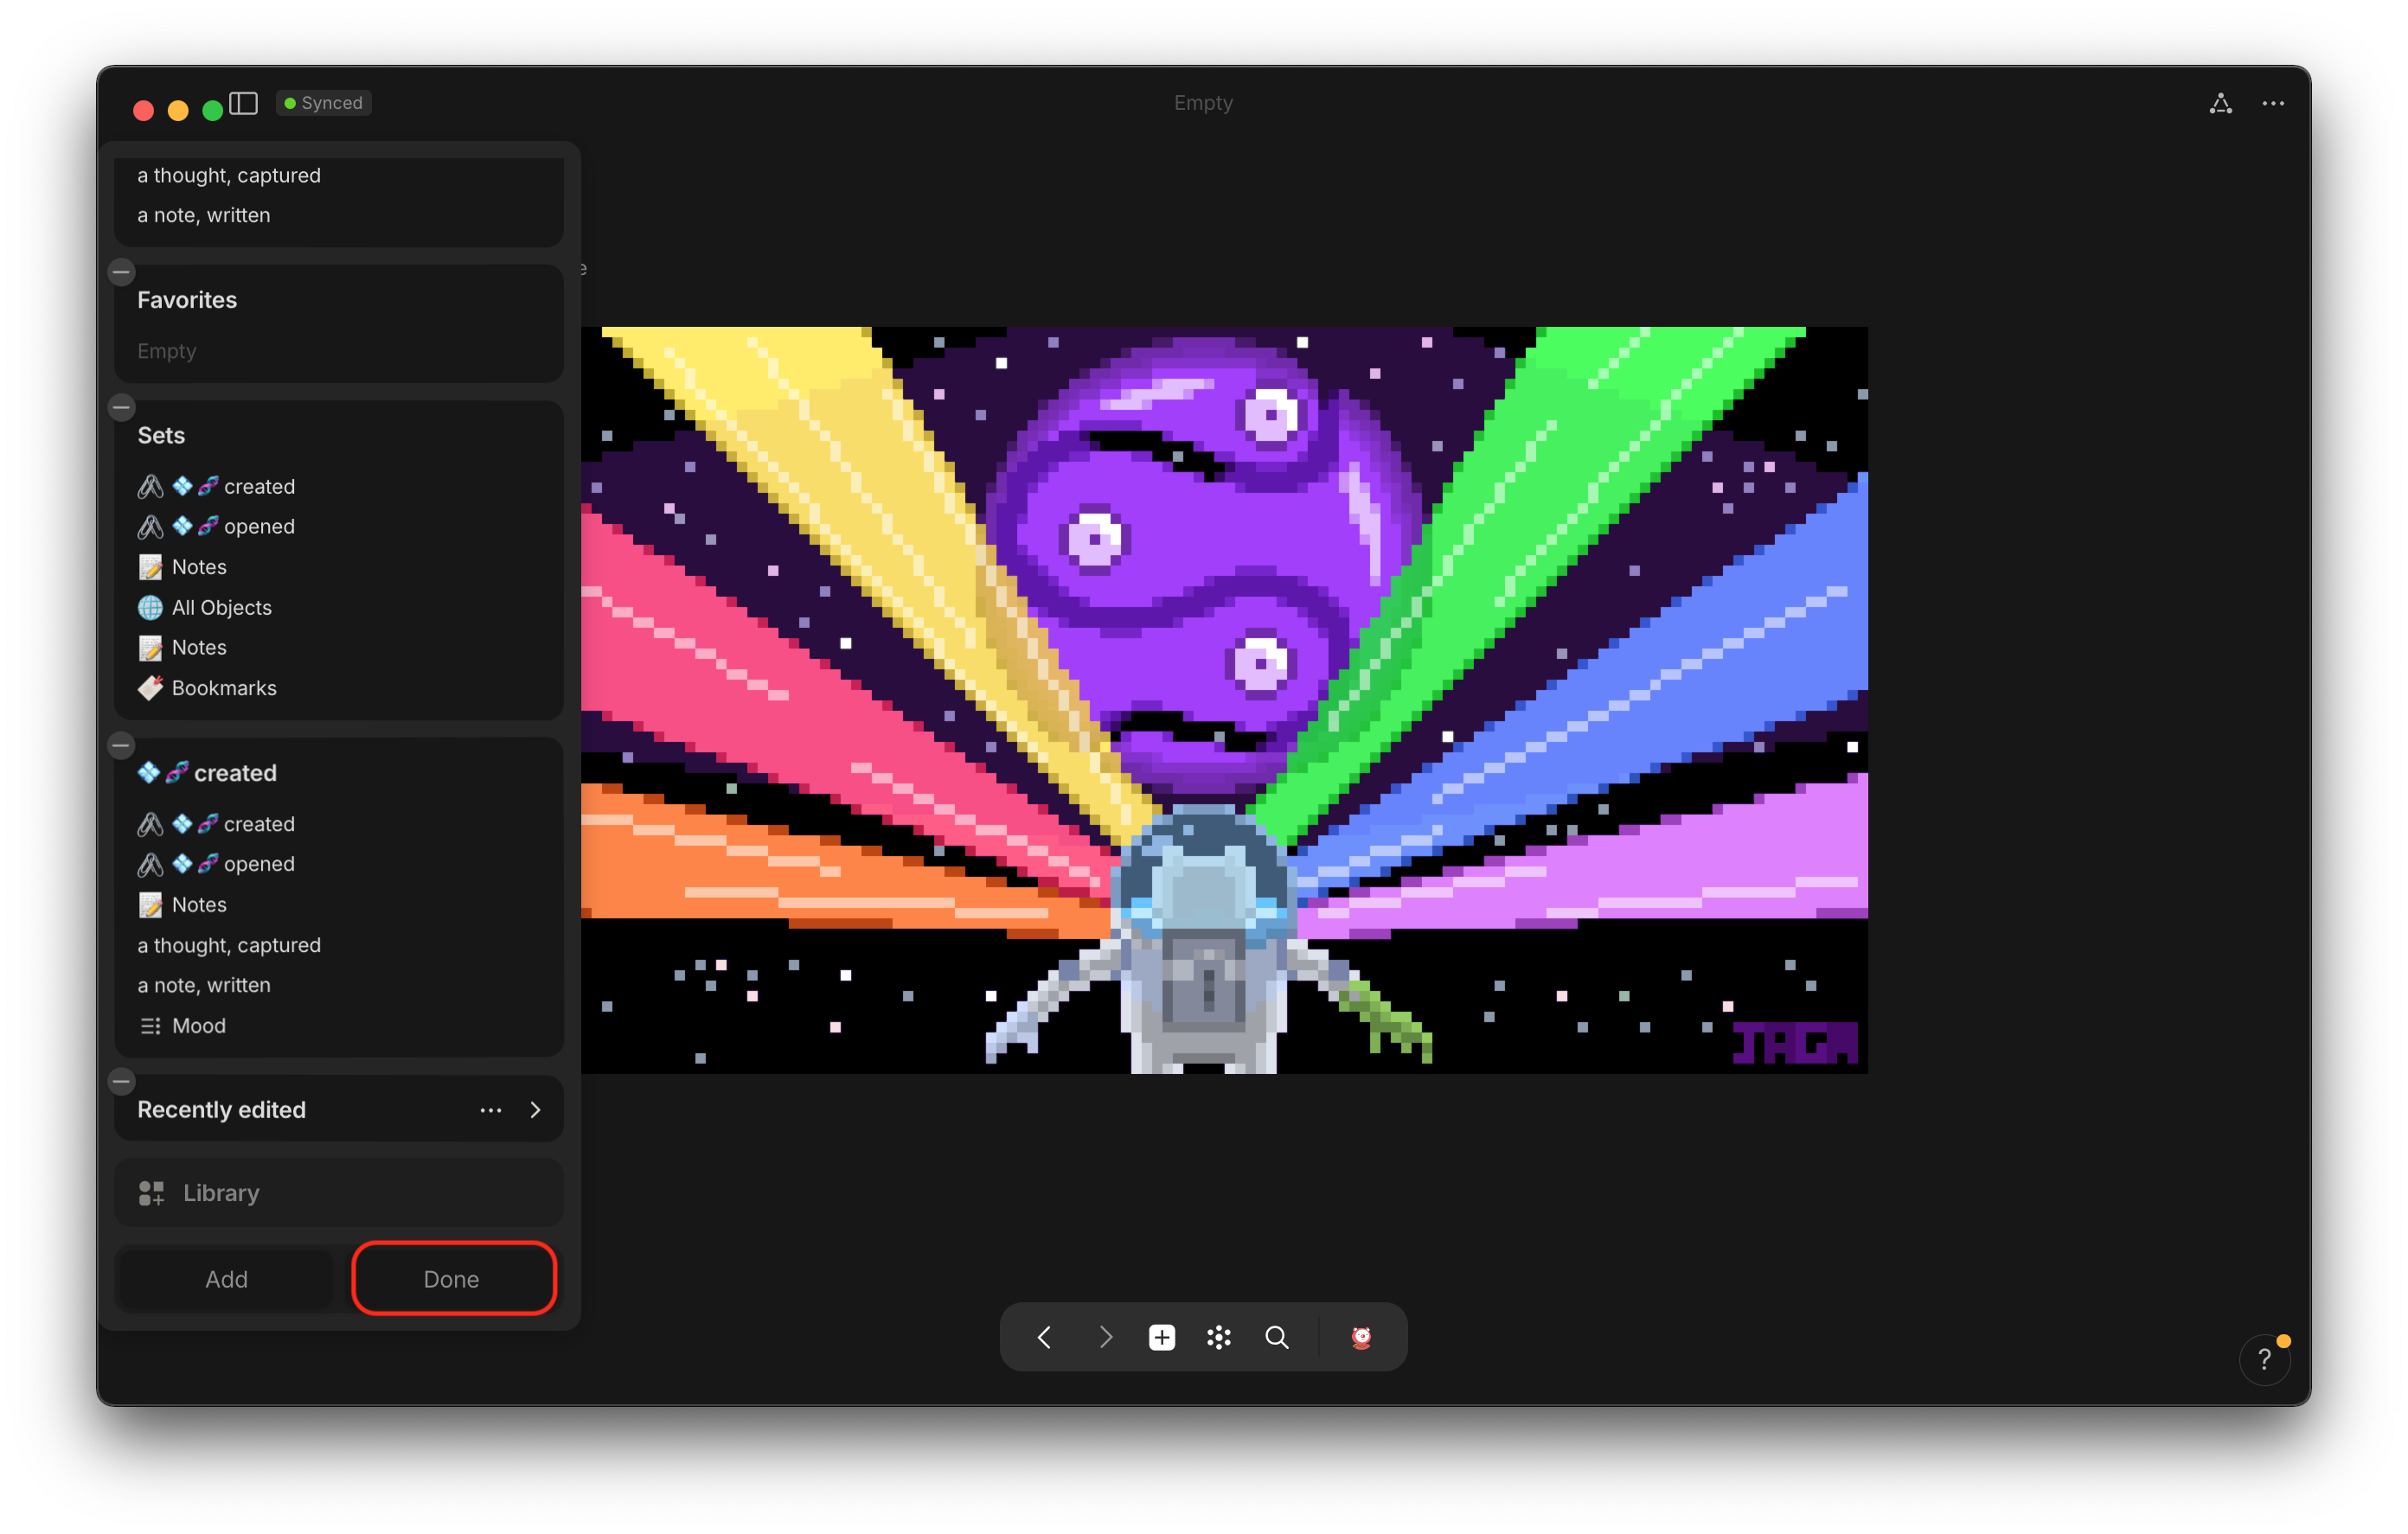 Synced
Empty
a thought, captured
a note, written
e
Favorites
Empty
Sets
created
opened
Notes
All Objects
Notes
Bookmarks
created
created
opened
Notes
a thought, captured
a note, written
Mood
Recently edited
Library
Add
Done
JAGA
?